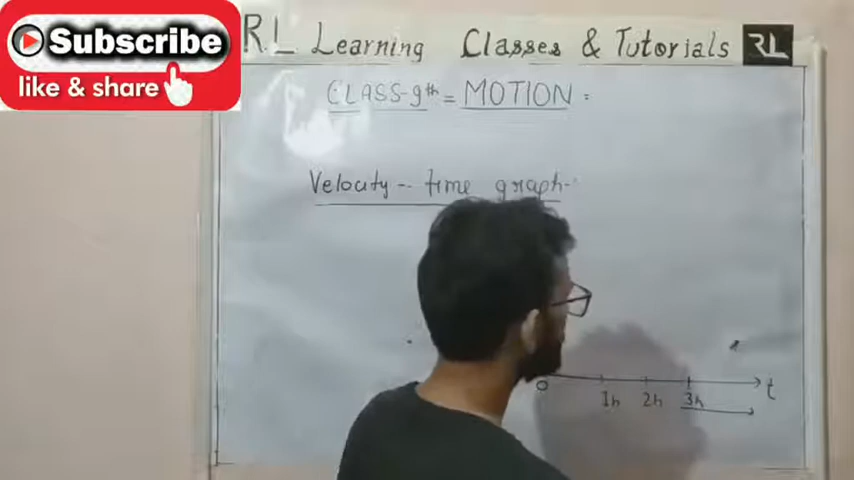 Subscribe
like & share
R.L Learning Classes & Tutorials RL
CLASS-9th = MOTION :
Velocity -- time graph-
0 1h 2h 3h t